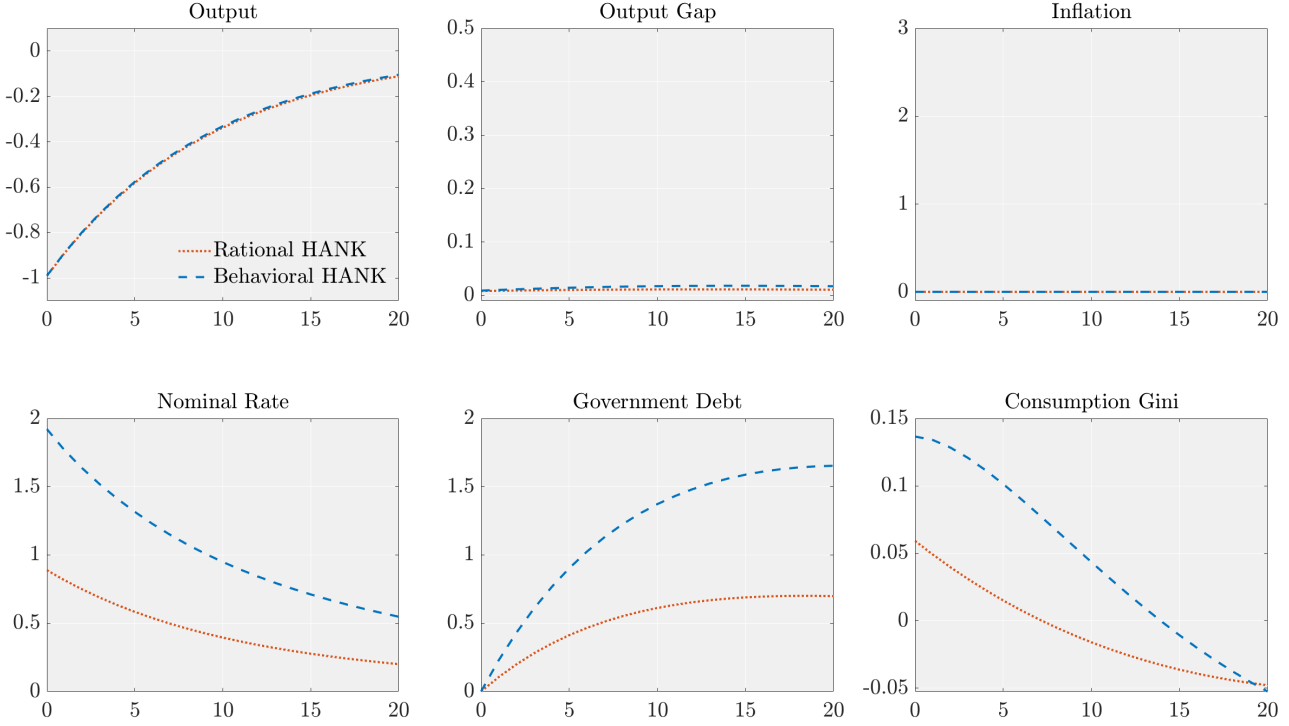 Output
0
-0.2
-0.4
-0.6
-0.8
-1
Rational HANK
Behavioral HANK
0 5 10 15 20
Output Gap
0.5
0.4
0.3
0.2
0.1
0
0 5 10 15 20
Inflation
3
2
1
0
0 5 10 15 20
Nominal Rate
2
1.5
1
0.5
0
0 5 10 15 20
Government Debt
2
1.5
1
0.5
0
0 5 10 15 20
Consumption Gini
0.15
0.1
0.05
0
-0.05
0 5 10 15 20